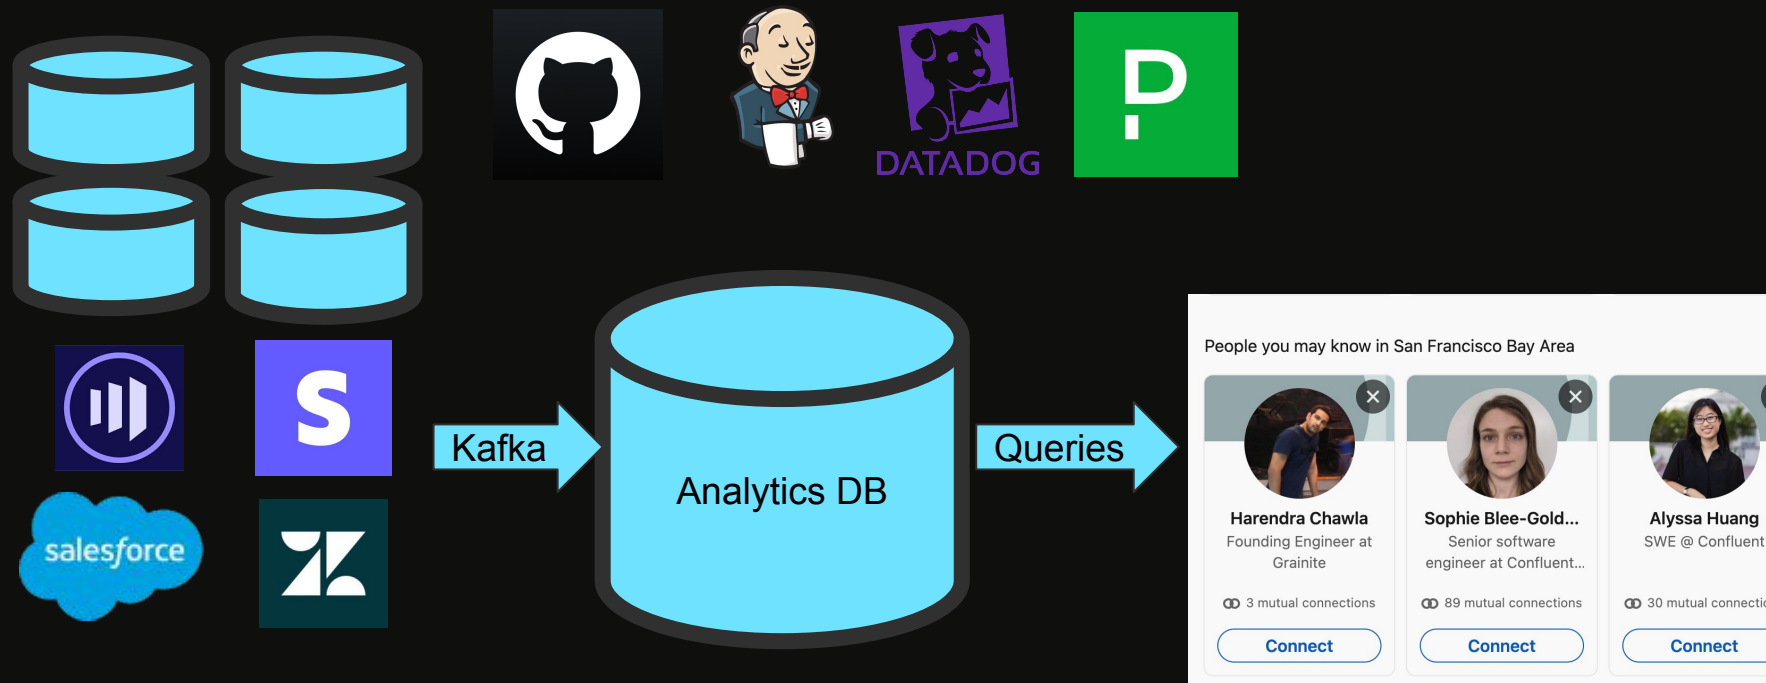 DATADOG
salesforce
Kafka
Analytics DB
Queries
People you may know in San Francisco Bay Area
Harendra Chawla
Founding Engineer at
Grainite
3 mutual connections
Connect
Sophie Blee-Gold...
Senior software
engineer at Confluent...
89 mutual connections
Connect
Alyssa Huang
SWE @ Confluent
30 mutual connectio
Connect